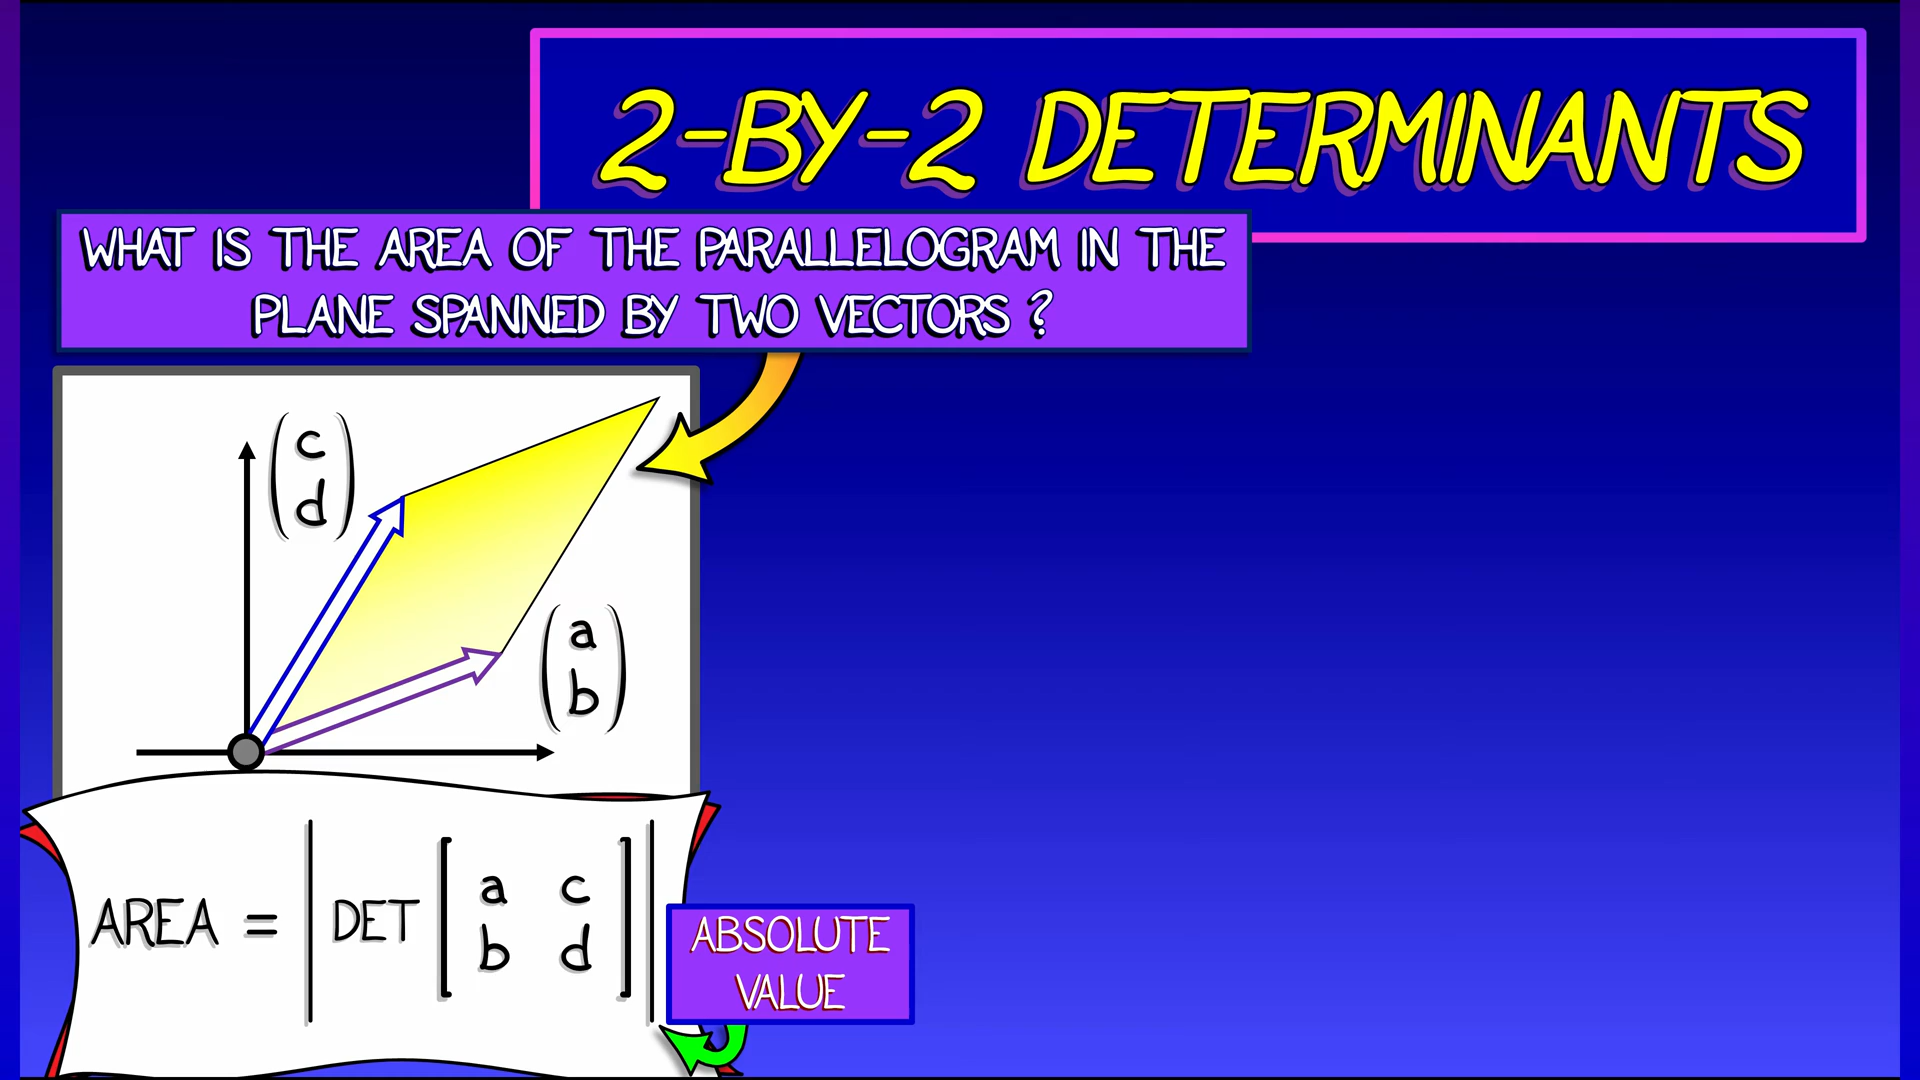 2-BY-2 DETERMINANTS
WHAT IS THE AREA OF THE PARALLELOGRAM IN THE
PLANE SPANNED BY TWO VECTORS ?
c
d
a
b
AREA = | DET [ a c
b d ] |
ABSOLUTE
VALUE